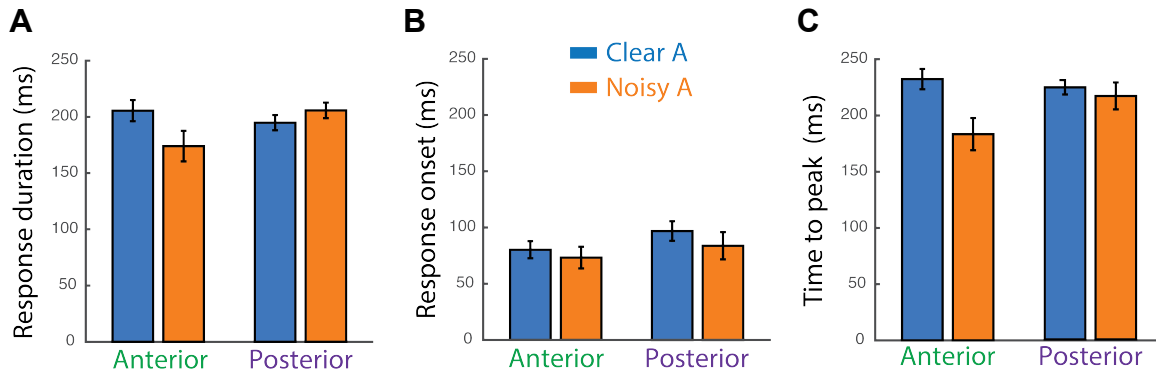 A
Response duration (ms)
250
200
150
100
50
0
Anterior Posterior
B
Response onset (ms)
250
200
150
100
50
0
Clear A
Noisy A
Anterior Posterior
C
Time to peak (ms)
250
200
150
100
50
0
Anterior Posterior